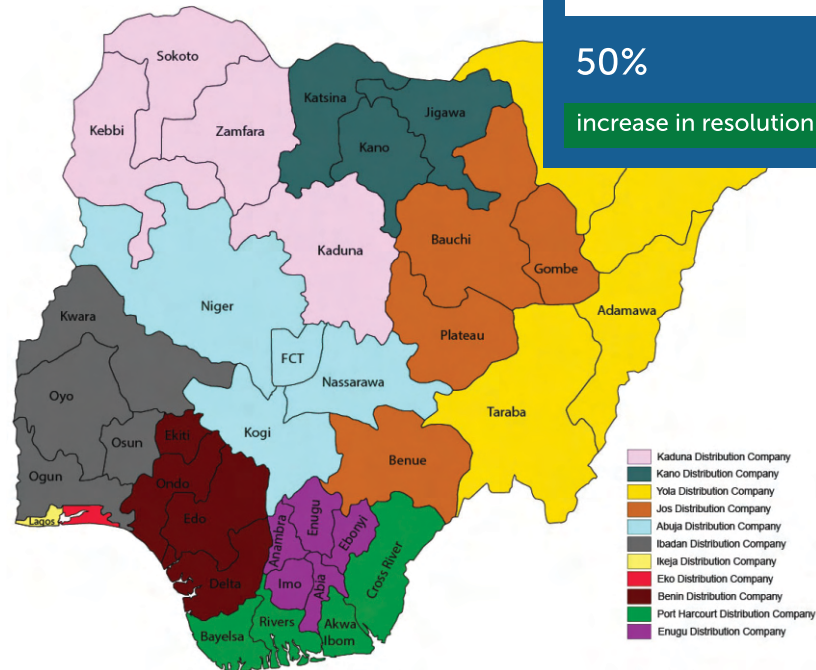 50%
increase in resolution
Sokoto
Katsina
Jigawa
Kebbi
Zamfara
Kano
Kaduna
Bauchi
Gombe
Niger
Adamawa
Kwara
Plateau
FCT
Nassarawa
Oyo
Taraba
Kogi
Ekiti
Osun
Benue
Ogun
Ondo
Lagos
Edo
Anambra
Enugu
Ebonyi
Cross River
Delta
Imo
Abia
Bayelsa
Rivers
Akwa
Ibom
Kaduna Distribution Company
Kano Distribution Company
Yola Distribution Company
Jos Distribution Company
Abuja Distribution Company
Ibadan Distribution Company
Ikeja Distribution Company
Eko Distribution Company
Benin Distribution Company
Port Harcourt Distribution Company
Enugu Distribution Company